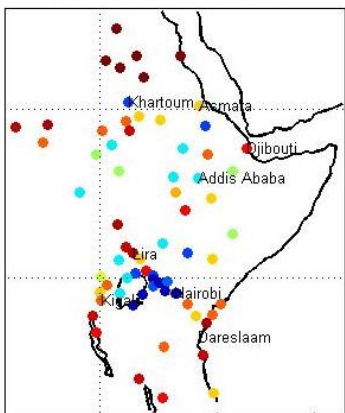 Khartoum
Asmara
Djibouti
Addis Ababa
Lira
Nairobi
Kigali
Dareslaam